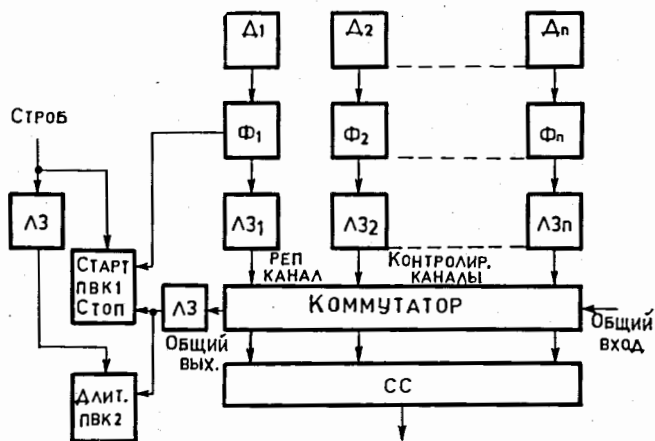 Д1 Д2 Дп
Строб
Ф1 Ф2 Фп
ЛЗ ЛЗ1 ЛЗ2 ЛЗп
Реп канал
Контролир. каналы
Старт
ПВК1
Стоп
ЛЗ
Коммутатор
Общий вход
Общий вых.
Длит.
ПВК2
СС